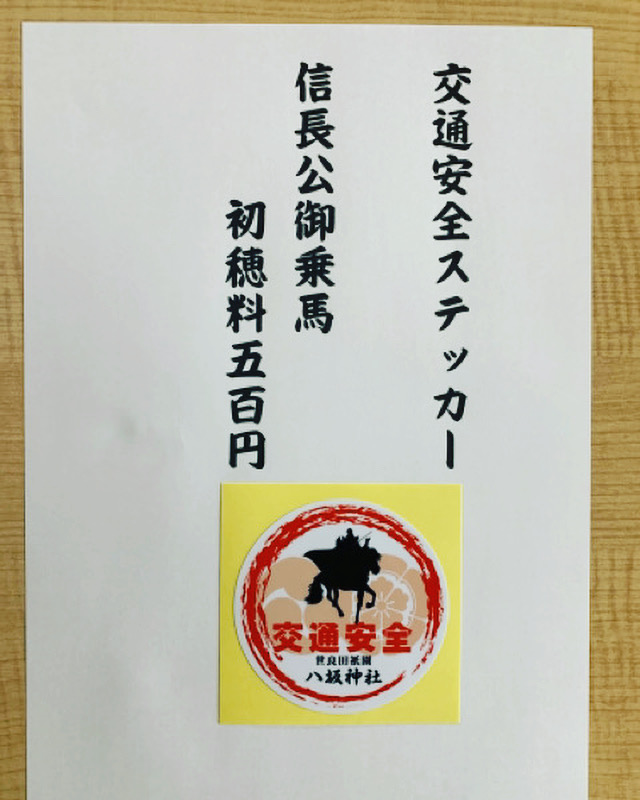 交通安全ステッカー
信長公御乗馬
初穂料五百円
交通安全
世良田祇園
八坂神社